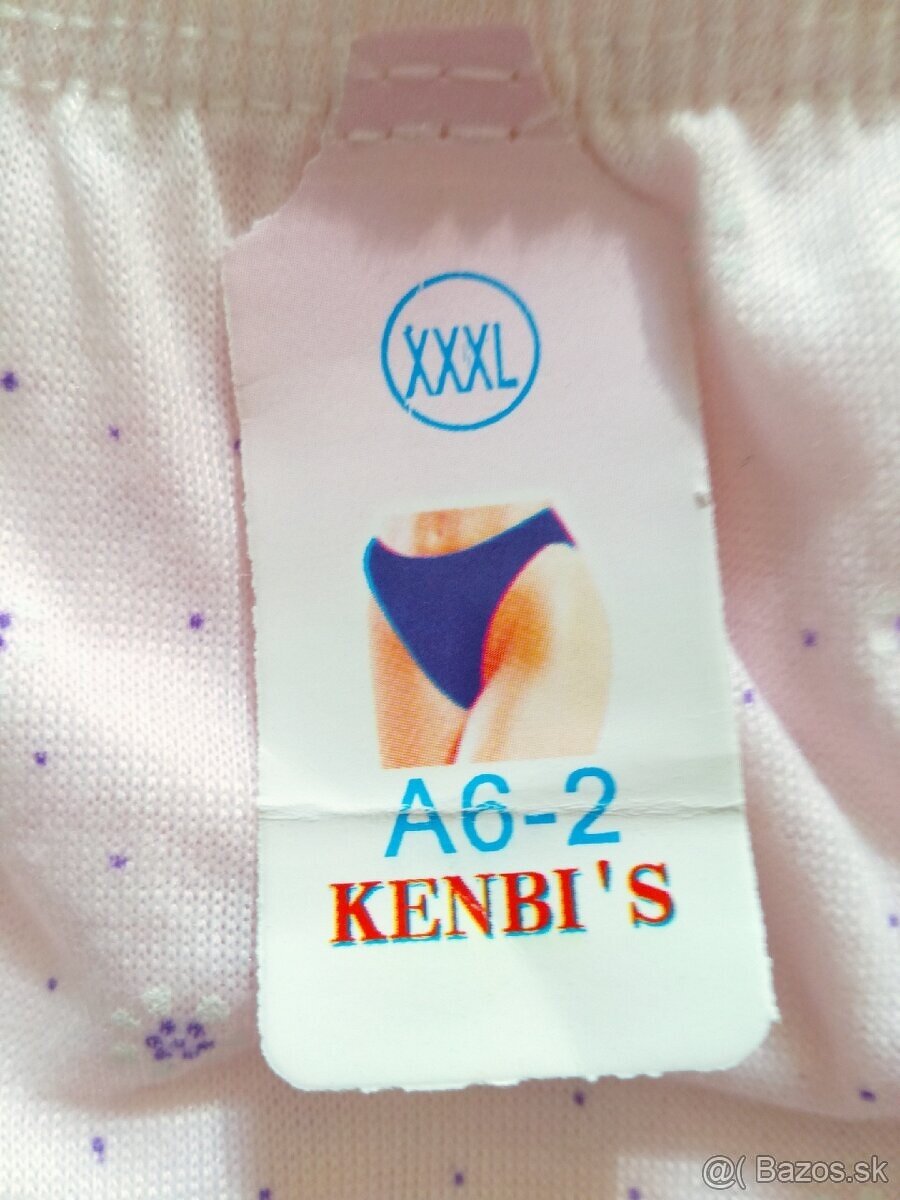 XXXL
A6-2
KENBI'S
@( Bazos.sk